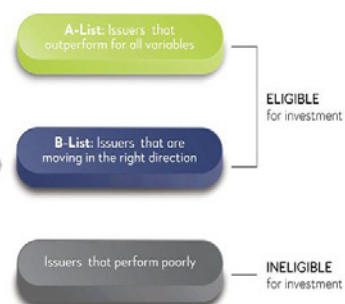 A-List: Issuers that
outperform for all variables
ELIGIBLE
for investment
B-List: Issuers that are
moving in the right direction
Issuers that perform poorly
INELIGIBLE
for investment